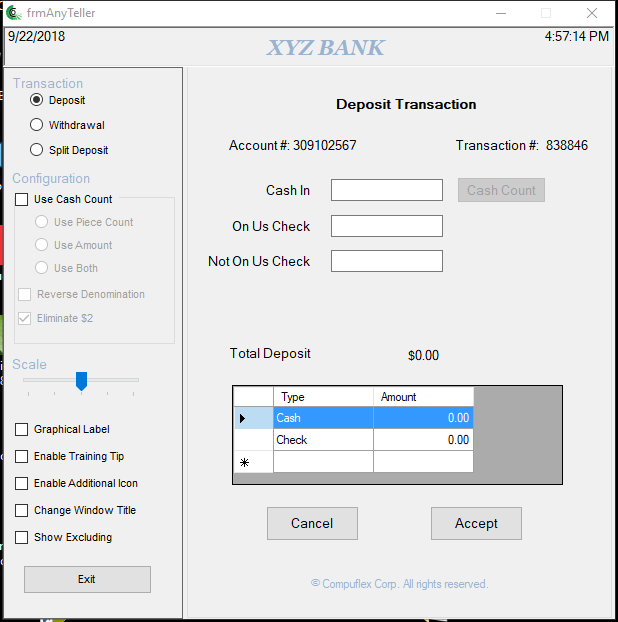 frmAnyTeller
9/22/2018
XYZ BANK
4:57:14 PM
Transaction
Deposit
Withdrawal
Split Deposit
Configuration
Use Cash Count
Use Piece Count
Use Amount
Use Both
Reverse Denomination
Eliminate $2
Scale
Graphical Label
Enable Training Tip
Enable Additional Icon
Change Window Title
Show Excluding
Exit
Deposit Transaction
Account #: 309102567
Transaction #: 838846
Cash In
Cash Count
On Us Check
Not On Us Check
Total Deposit
$0.00
Type Amount
Cash 0.00
Check 0.00
Cancel
Accept
© Compuflex Corp. All rights reserved.